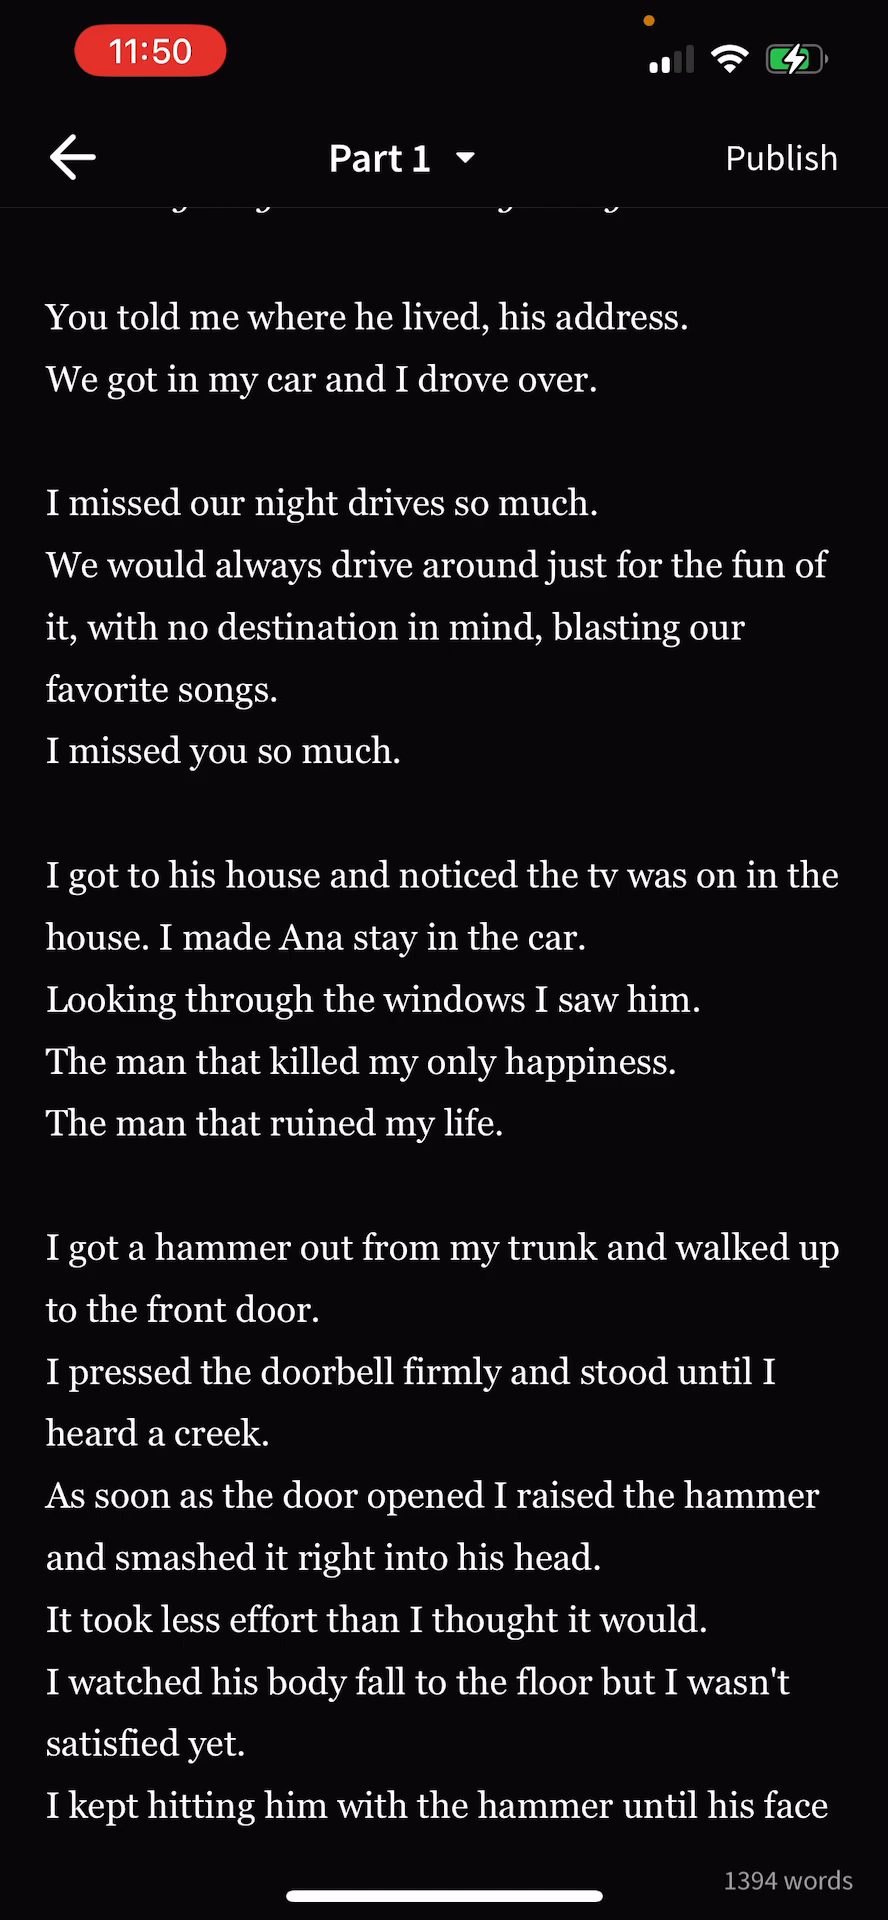 11:50
Part 1
Publish
You told me where he lived, his address.
We got in my car and I drove over.
I missed our night drives so much.
We would always drive around just for the fun of
it, with no destination in mind, blasting our
favorite songs.
I missed you so much.
I got to his house and noticed the tv was on in the
house. I made Ana stay in the car.
Looking through the windows I saw him.
The man that killed my only happiness.
The man that ruined my life.
I got a hammer out from my trunk and walked up
to the front door.
I pressed the doorbell firmly and stood until I
heard a creek.
As soon as the door opened I raised the hammer
and smashed it right into his head.
It took less effort than I thought it would.
I watched his body fall to the floor but I wasn't
satisfied yet.
I kept hitting him with the hammer until his face
1394 words